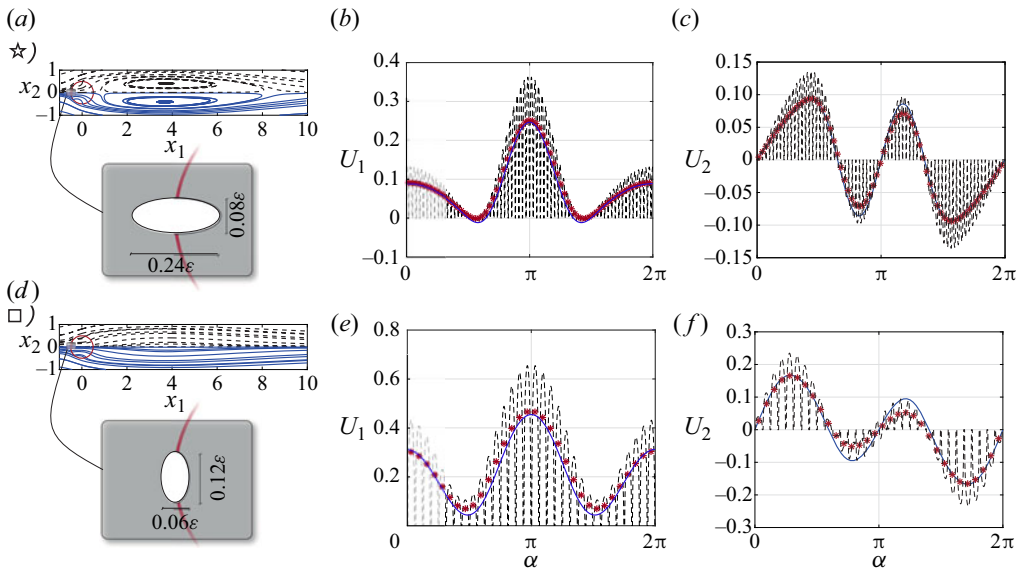 (a)
☆)
1
x2 0
–1
0 2 4 6 8 10
x1
0.08ε
0.24ε
(b)
0.4
0.3
U1 0.2
0.1
0
–0.1
0 π 2π
(c)
0.15
0.10
0.05
U2 0
–0.05
–0.10
–0.15
0 π 2π
(d)
□)
1
x2 0
–1
0 2 4 6 8 10
x1
0.12ε
0.06ε
(e)
0.8
0.6
U1 0.4
0.2
0 π 2π
α
(f)
0.3
0.2
0.1
U2 0
–0.1
–0.2
–0.3
0 π 2π
α